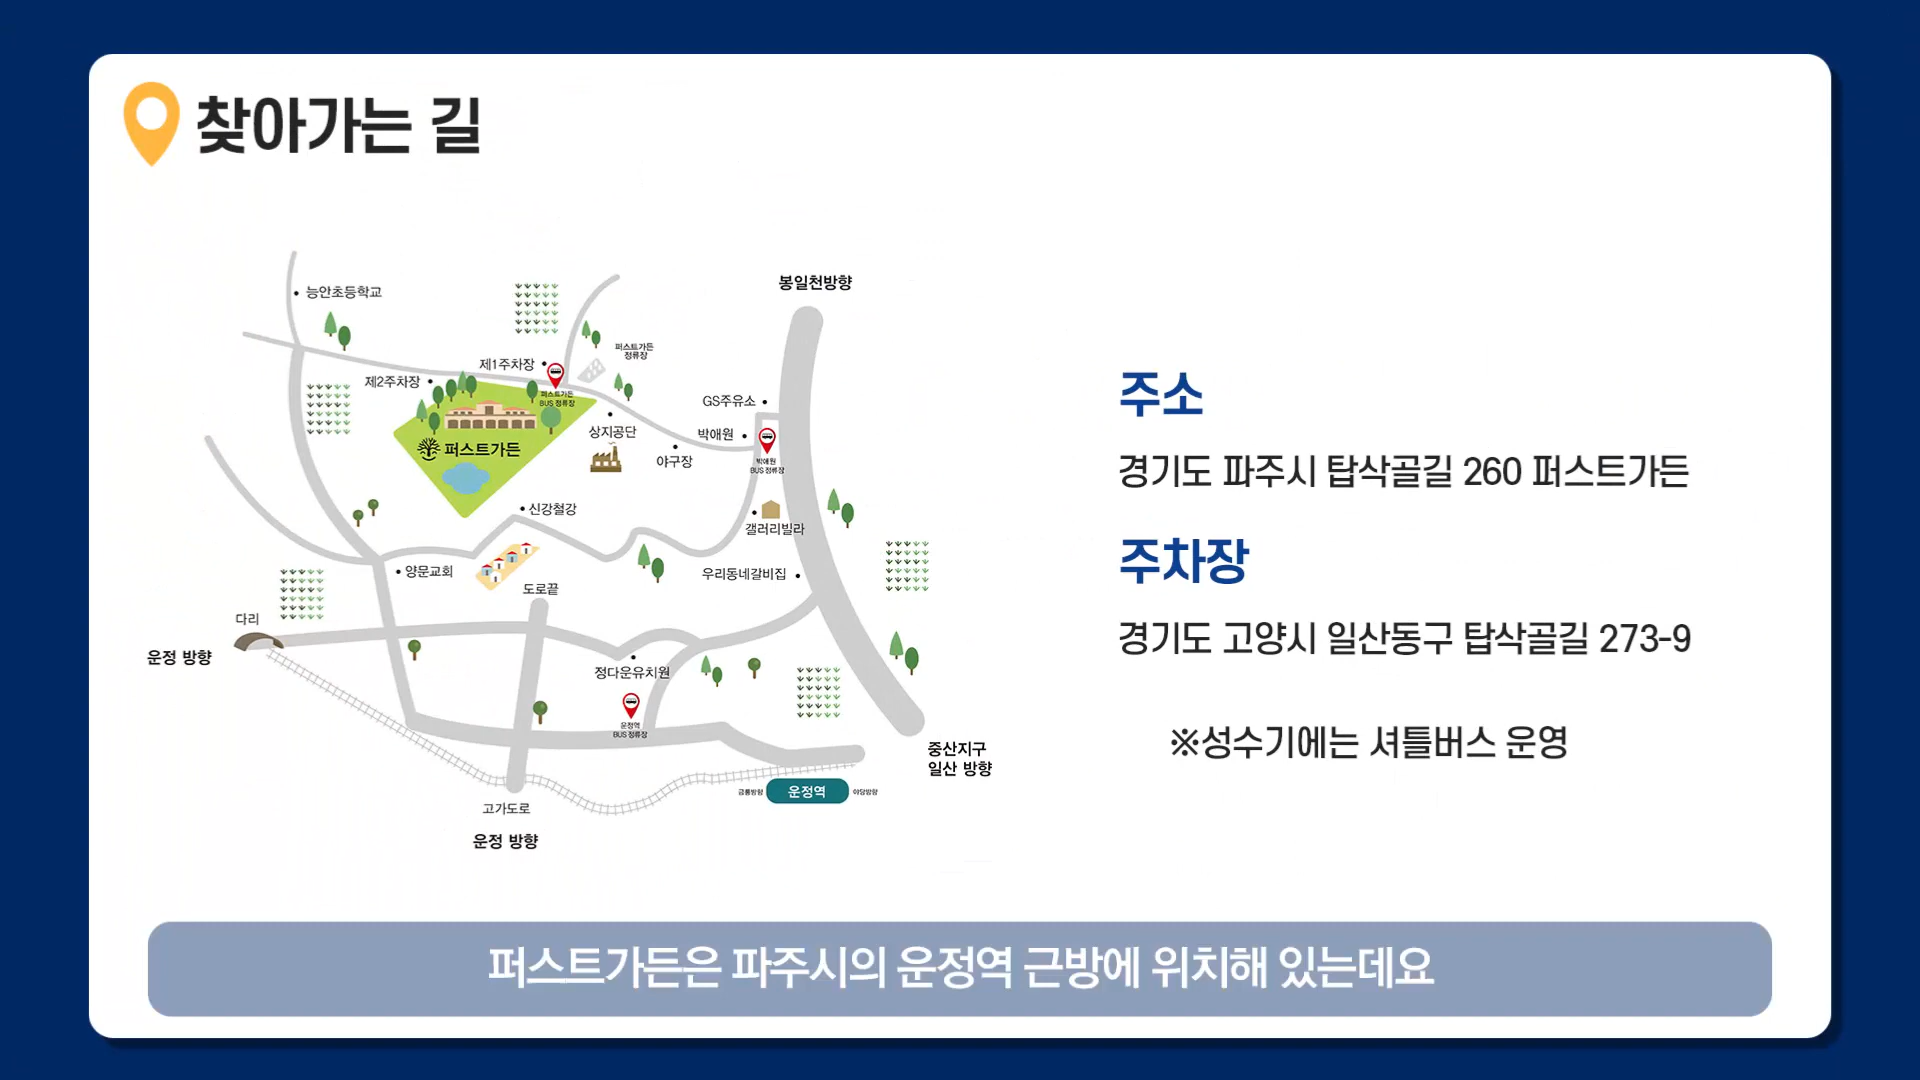 찾아가는 길
봉일천방향
능안초등학교
퍼스트가든
정류장
제1주차장
제2주차장
퍼스트가든
BUS 정류장
GS주유소
상지공단
박애원
퍼스트가든
야구장
박애원
BUS 정류장
신강철강
갤러리빌라
양문교회
우리동네갈비집
도로끝
다리
운정 방향
정다운유치원
운정역
BUS 정류장
중산지구
일산 방향
금릉방향
운정역
야당방향
고가도로
운정 방향
주소
경기도 파주시 탑삭골길 260 퍼스트가든
주차장
경기도 고양시 일산동구 탑삭골길 273-9
※성수기에는 셔틀버스 운영
퍼스트가든은 파주시의 운정역 근방에 위치해 있는데요